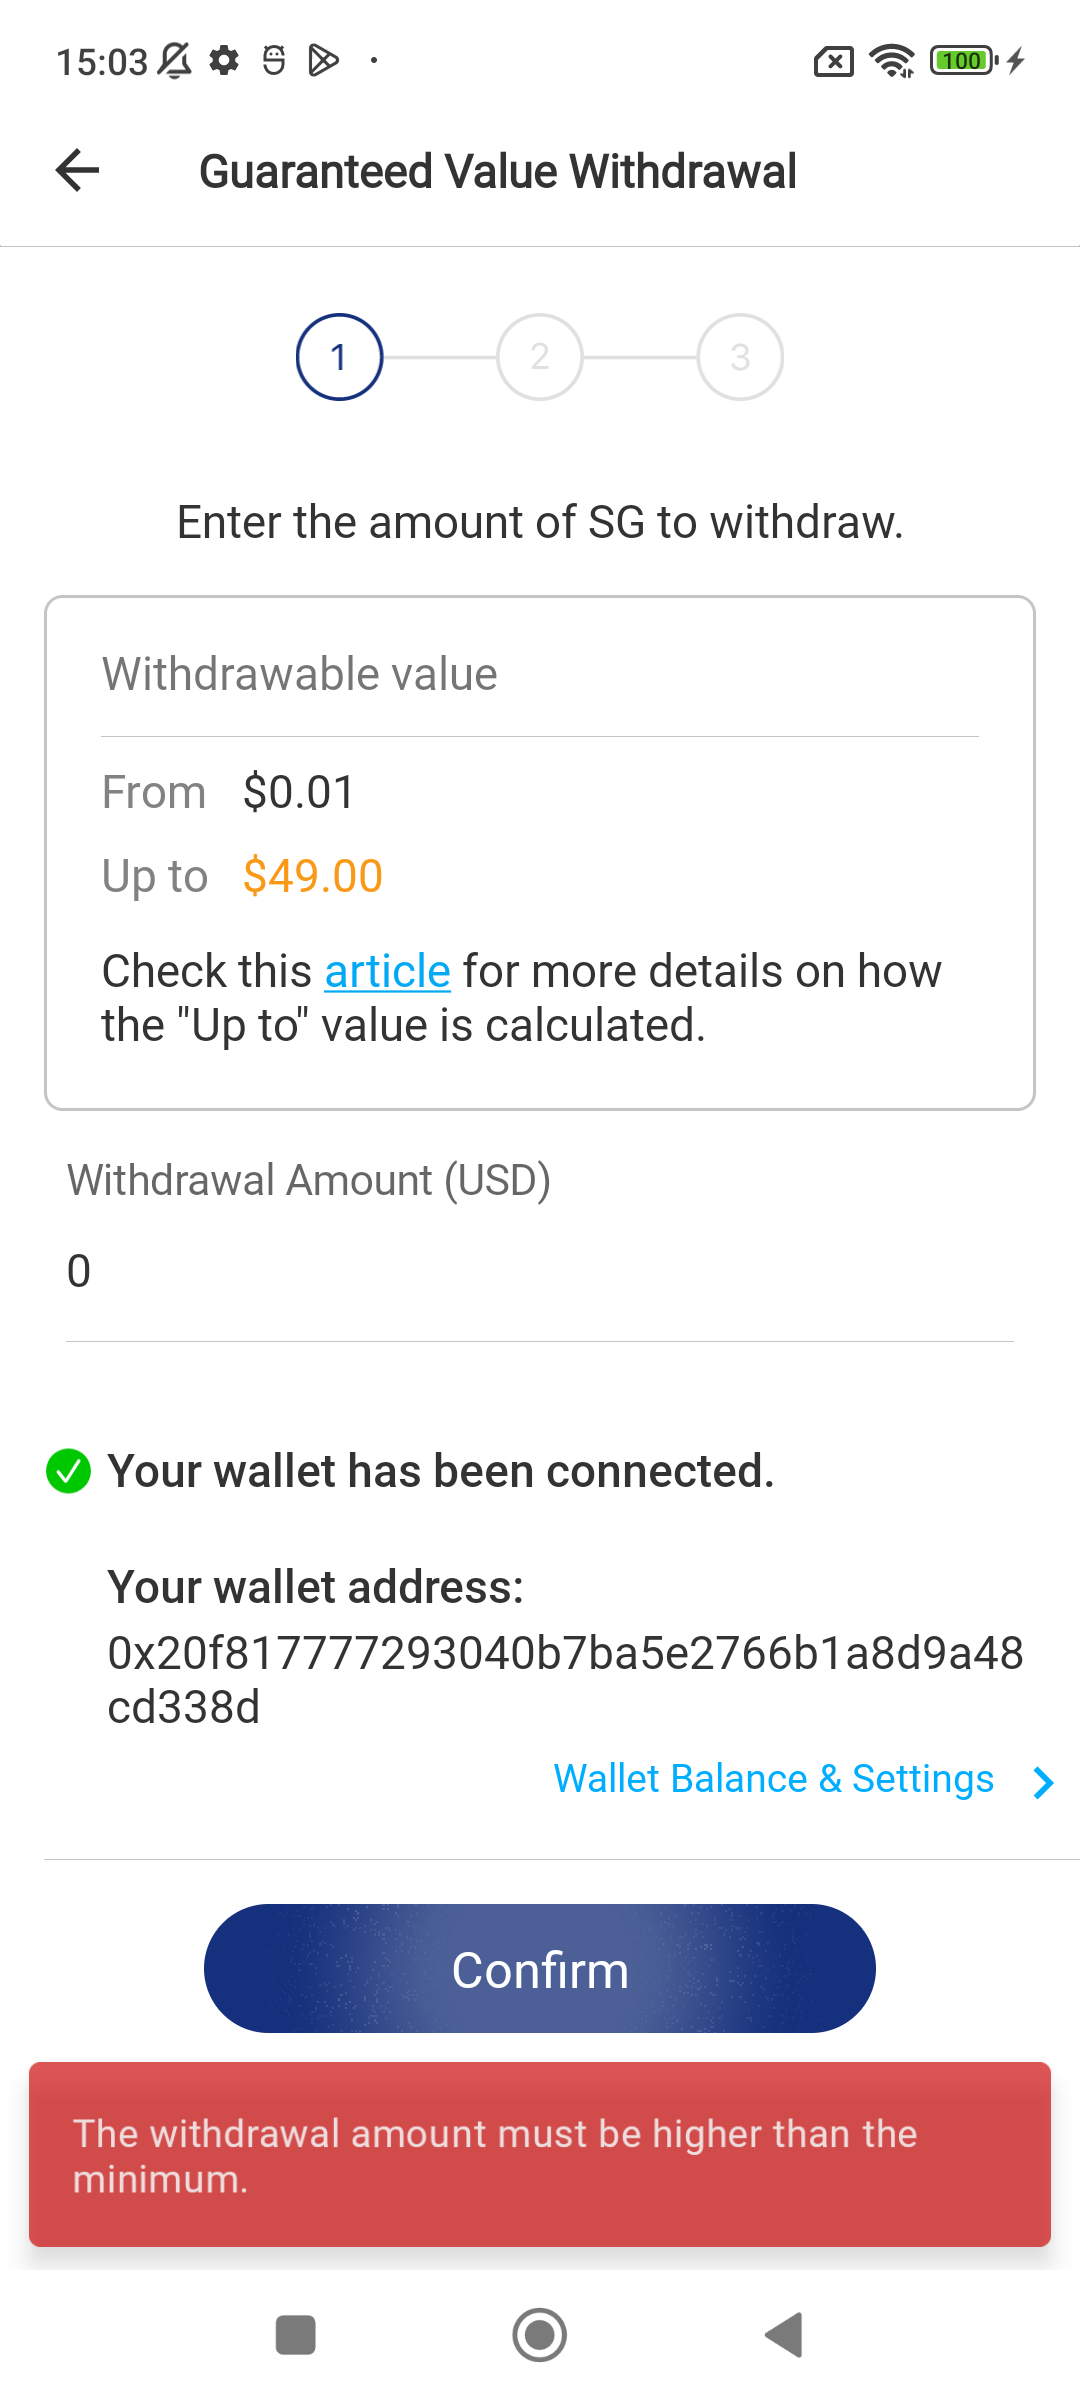 15:03
100
Guaranteed Value Withdrawal
1
2
3
Enter the amount of SG to withdraw.
Withdrawable value
From $0.01
Up to $49.00
Check this article for more details on how
the "Up to" value is calculated.
Withdrawal Amount (USD)
0
Your wallet has been connected.
Your wallet address:
0x20f817777293040b7ba5e2766b1a8d9a48
cd338d
Wallet Balance & Settings
Confirm
The withdrawal amount must be higher than the
minimum.